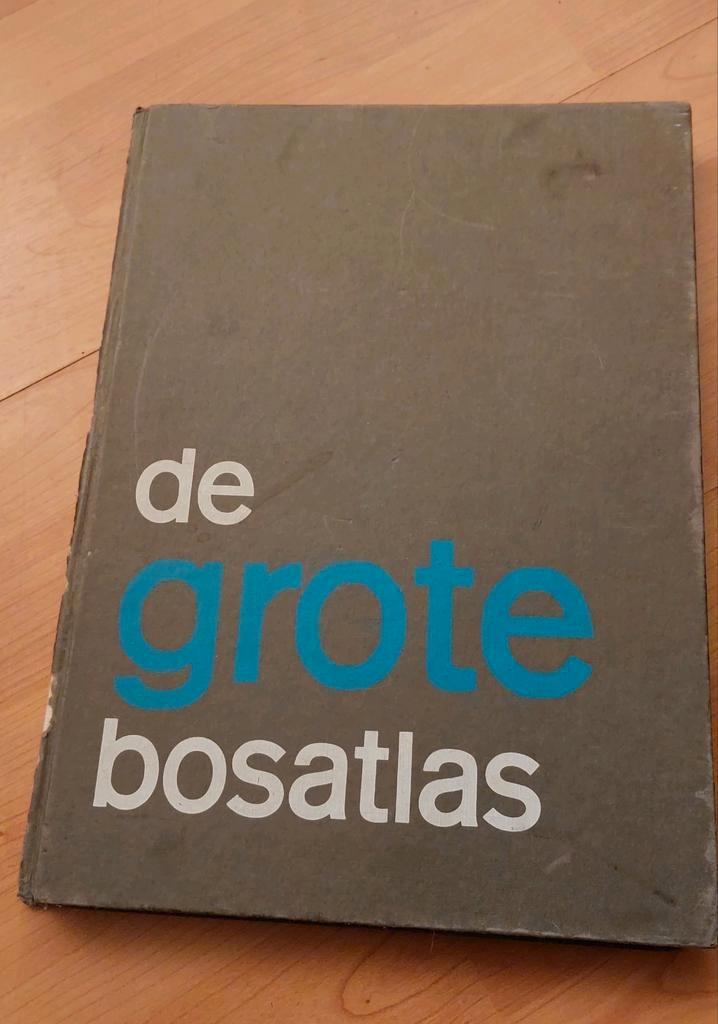 de
grote
bosatlas